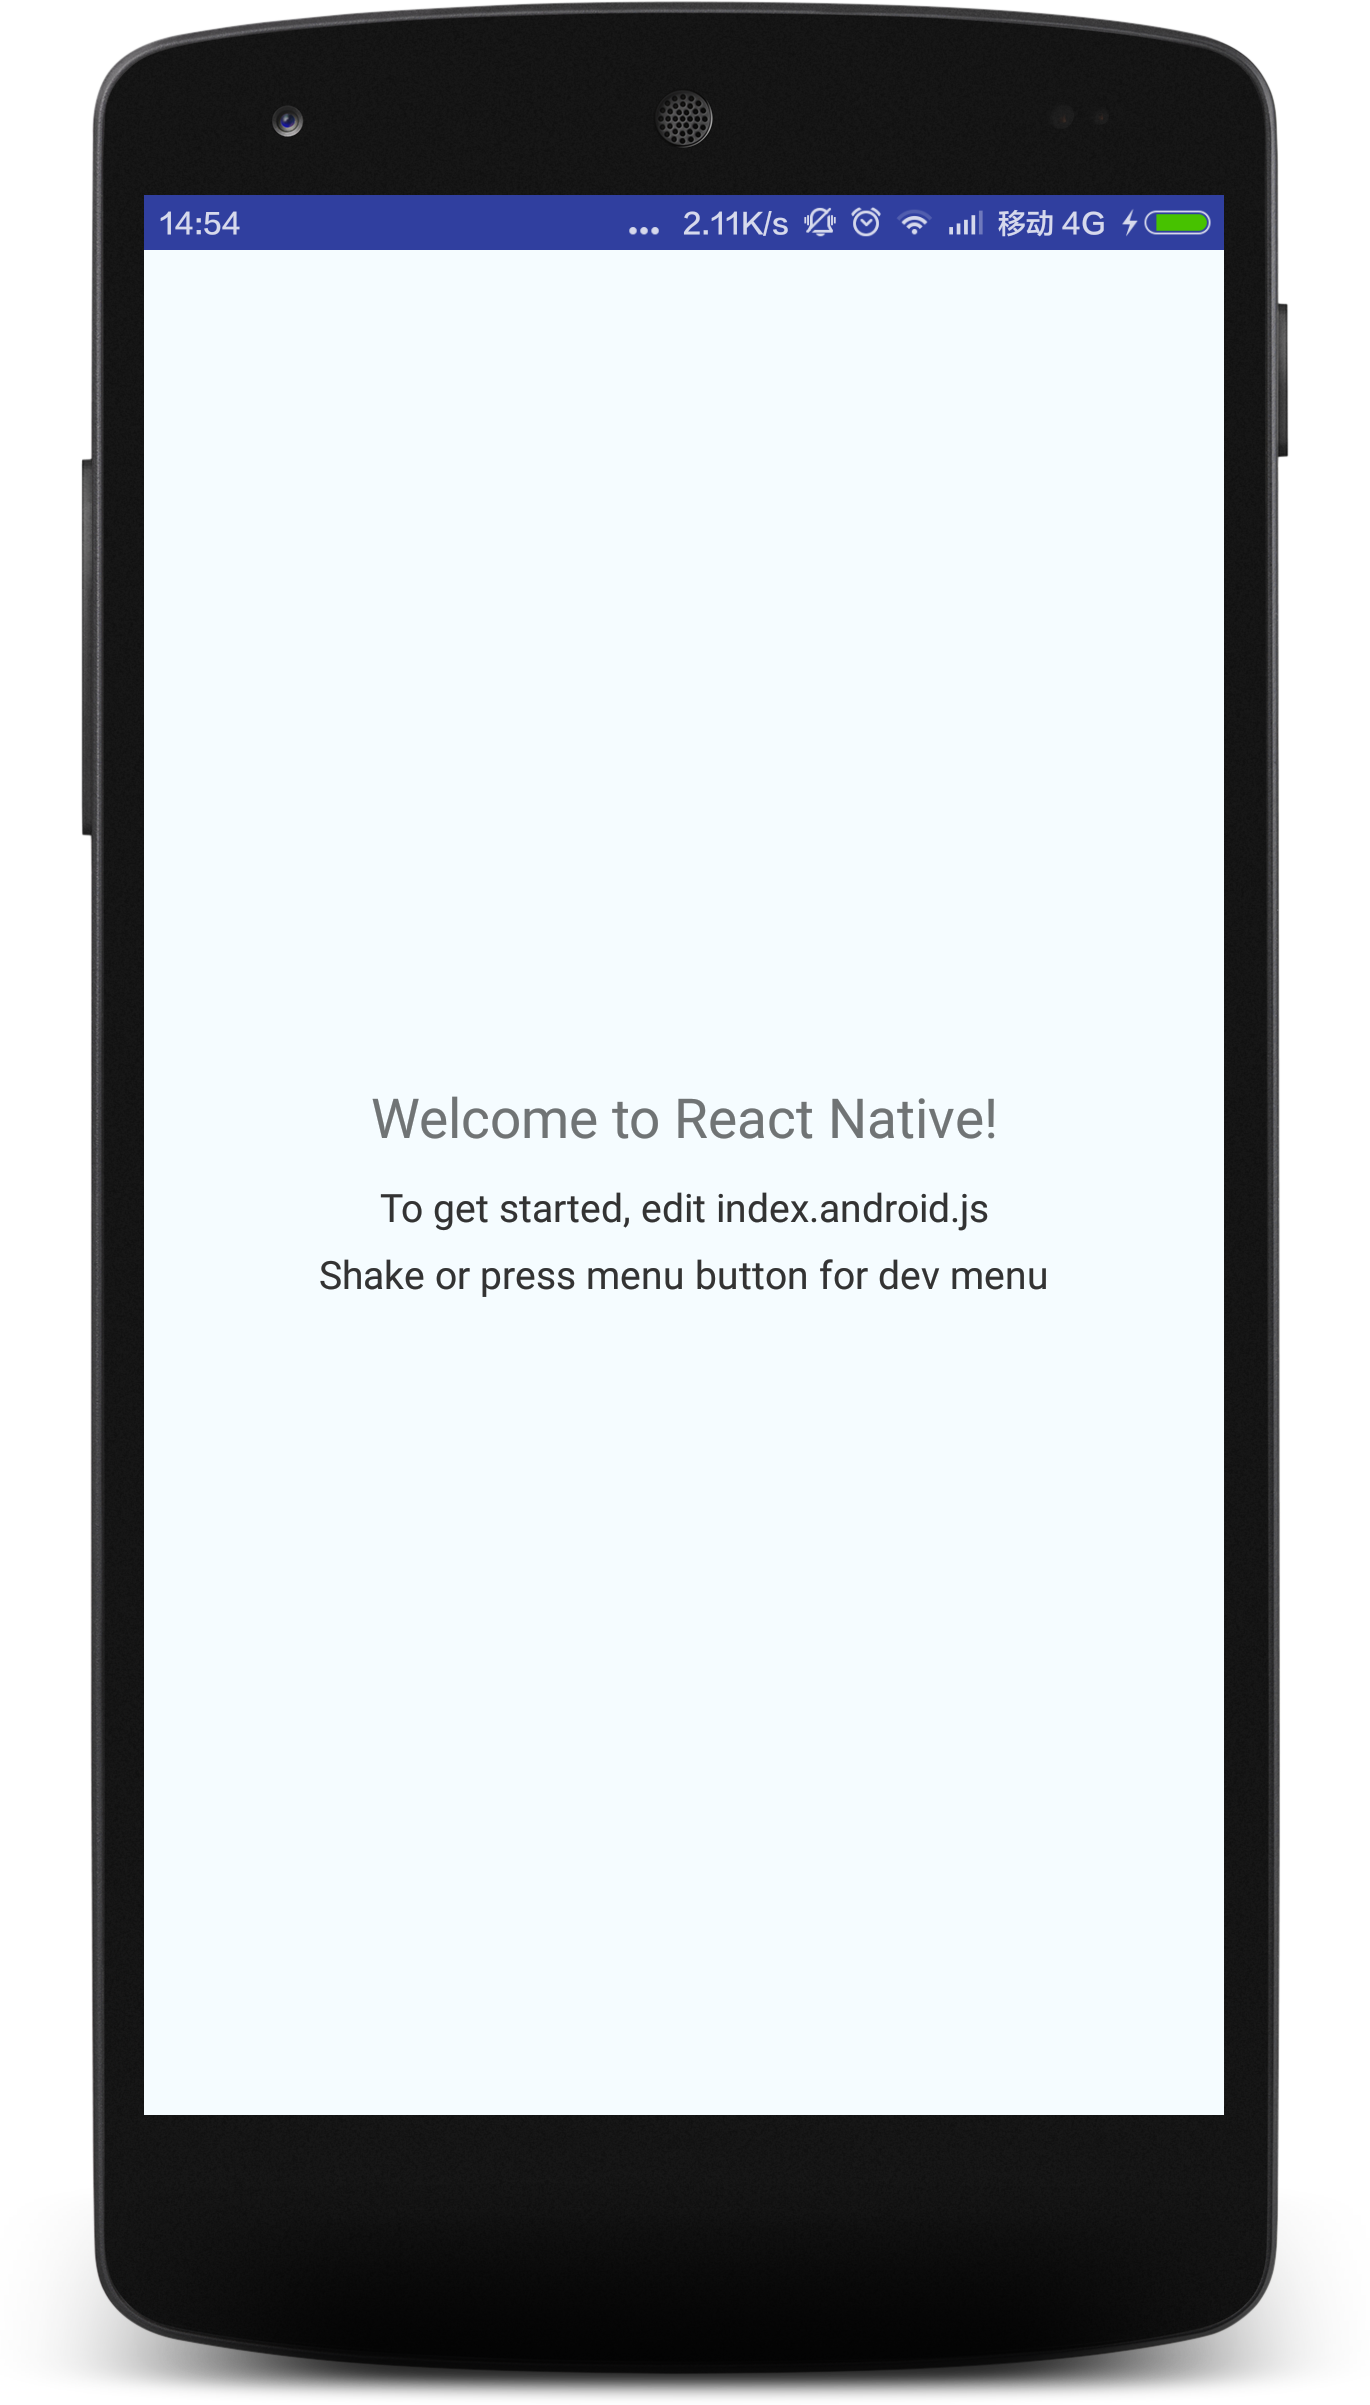 14:54 ... 2.11K/s 移动 4G
Welcome to React Native!
To get started, edit index.android.js
Shake or press menu button for dev menu